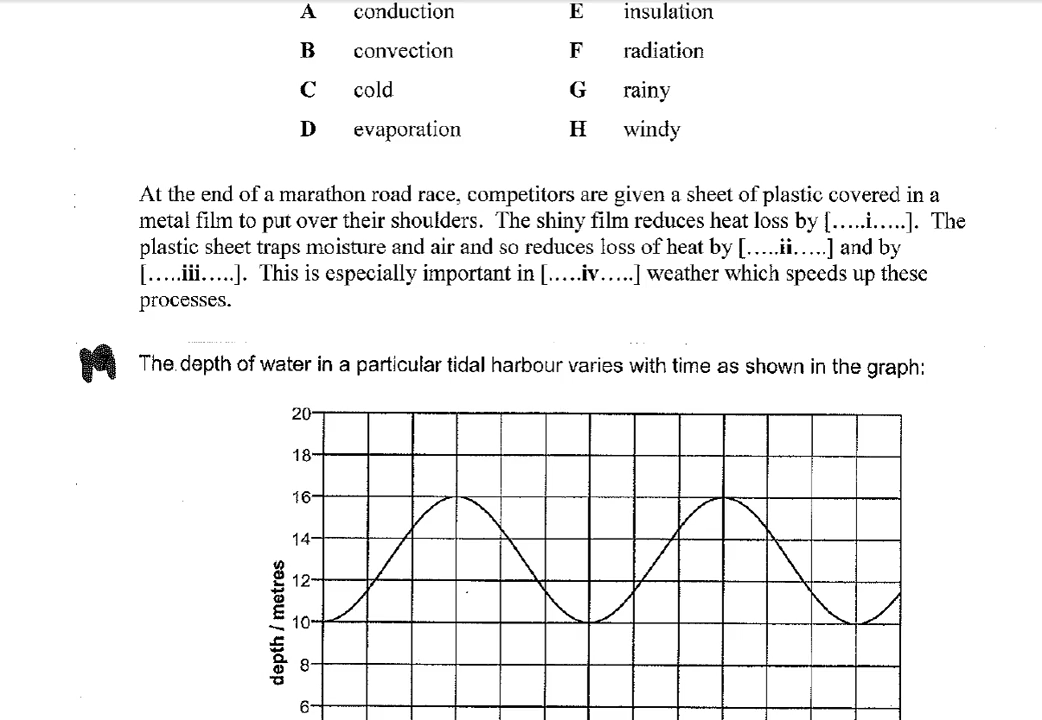 A conduction E insulation
B convection F radiation
C cold G rainy
D evaporation H windy
At the end of a marathon road race, competitors are given a sheet of plastic covered in a
metal film to put over their shoulders. The shiny film reduces heat loss by [.....i.....]. The
plastic sheet traps moisture and air and so reduces loss of heat by [.....ii.....] and by
[.....iii.....]. This is especially important in [.....iv.....] weather which speeds up these
processes.
The depth of water in a particular tidal harbour varies with time as shown in the graph:
20
18
16
14
12
10
8
6
depth / metres